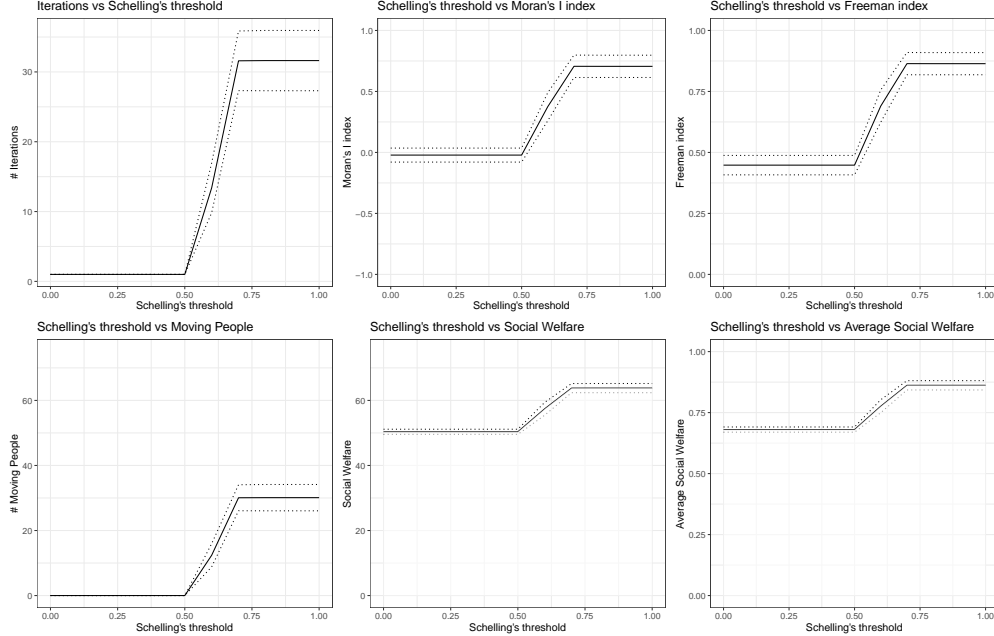 Iterations vs Schelling's threshold
30
20
10
0
# Iterations
0.00 0.25 0.50 0.75 1.00
Schelling's threshold
Schelling's threshold vs Moran's I index
1.0
0.5
0.0
−0.5
−1.0
Moran's I index
0.00 0.25 0.50 0.75 1.00
Schelling's threshold
Schelling's threshold vs Freeman index
1.00
0.75
0.50
0.25
0.00
Freeman index
0.00 0.25 0.50 0.75 1.00
Schelling's threshold
Schelling's threshold vs Moving People
60
40
20
0
# Moving People
0.00 0.25 0.50 0.75 1.00
Schelling's threshold
Schelling's threshold vs Social Welfare
60
40
20
0
Social Welfare
0.00 0.25 0.50 0.75 1.00
Schelling's threshold
Schelling's threshold vs Average Social Welfare
1.00
0.75
0.50
0.25
0.00
Average Social Welfare
0.00 0.25 0.50 0.75 1.00
Schelling's threshold